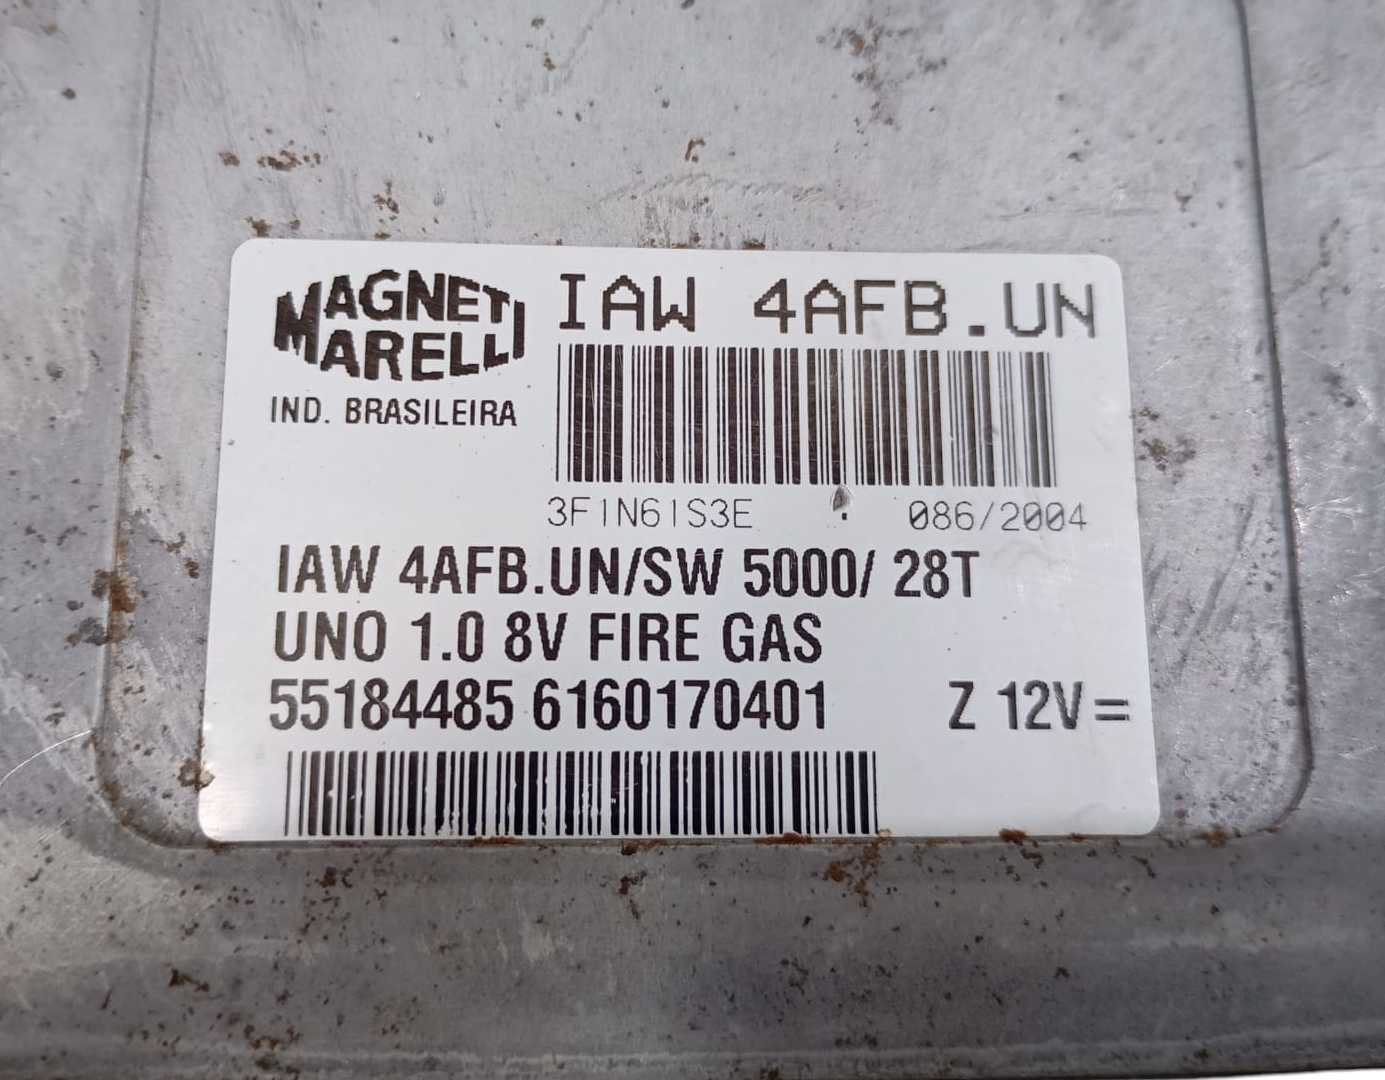 MAGNETI
MARELLI
IND. BRASILEIRA
IAW 4AFB.UN
3F1N61S3E 086/2004
IAW 4AFB.UN/SW 5000/ 28T
UNO 1.0 8V FIRE GAS
55184485 6160170401 Z 12V=